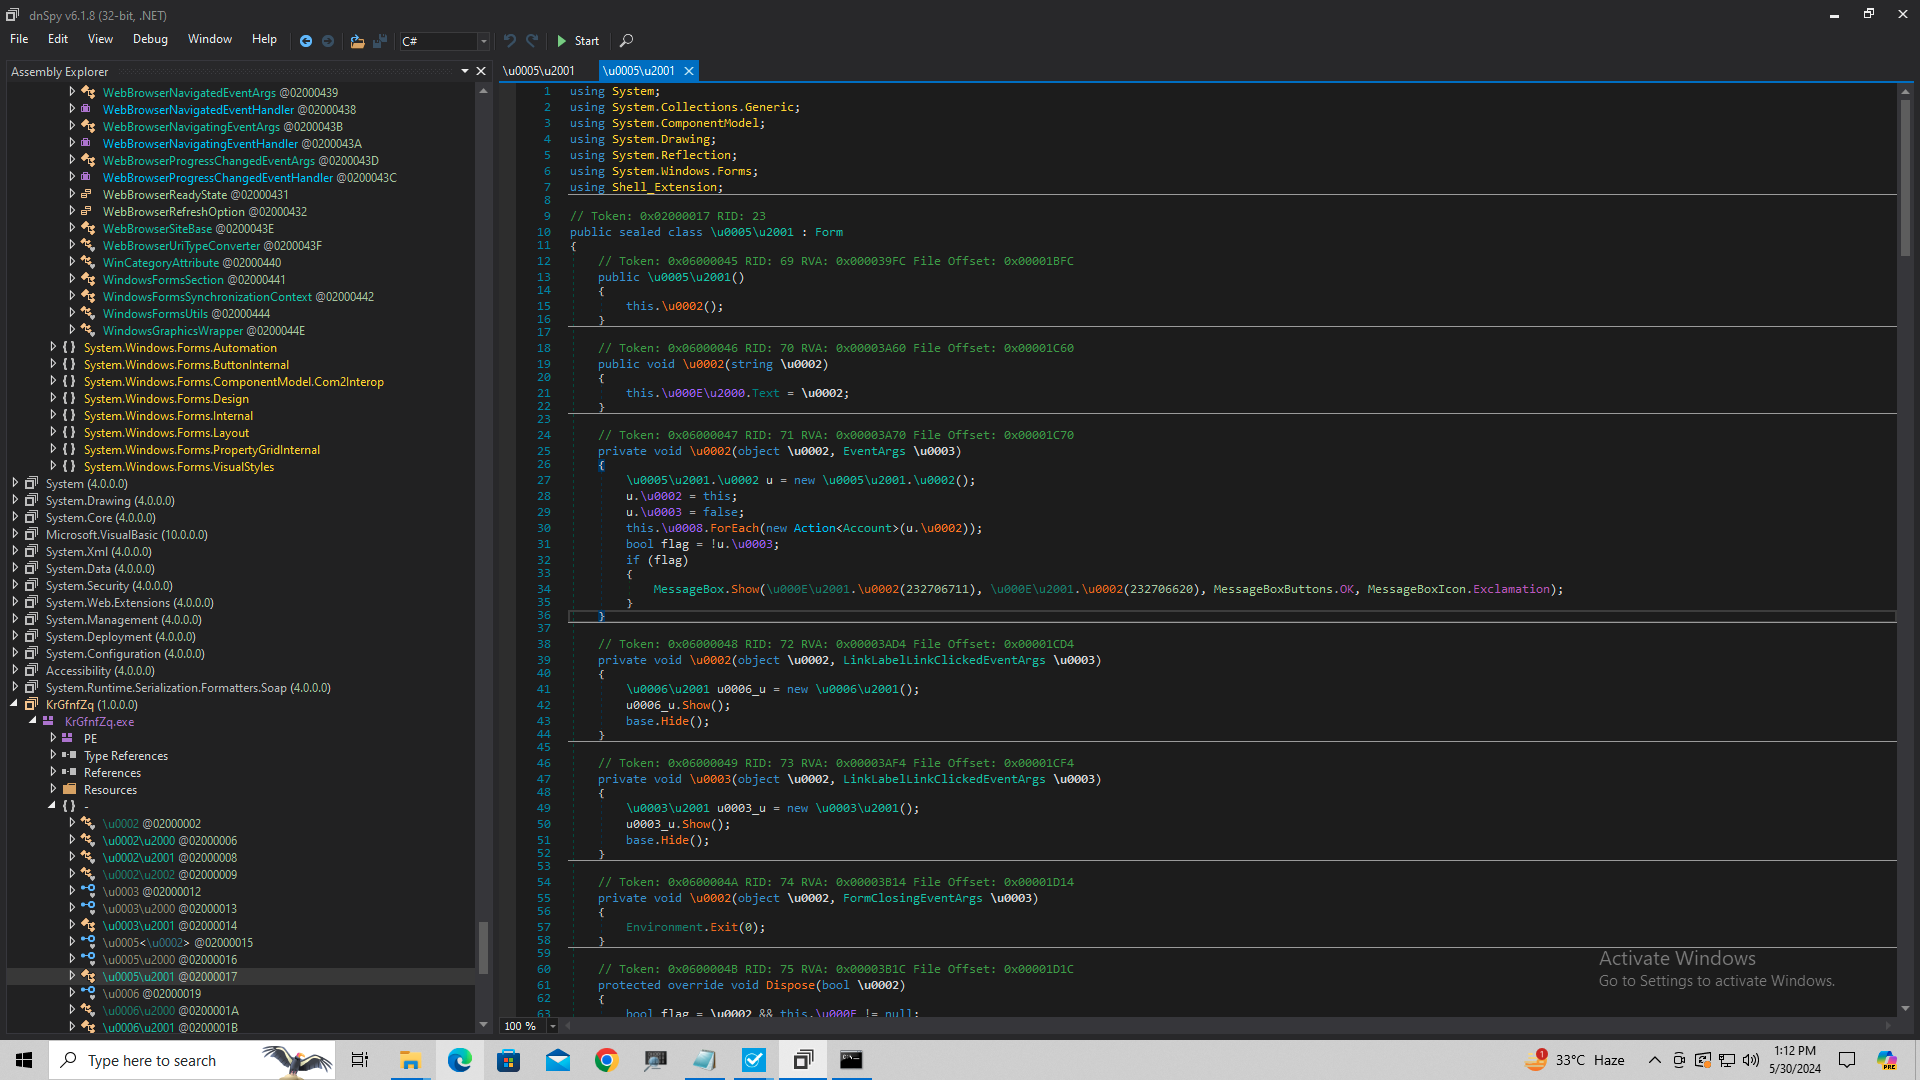 dnSpy v6.1.8 (32-bit, .NET)
File Edit View Debug Window Help C# Start
Assembly Explorer
WebBrowserNavigatedEventArgs @02000439
WebBrowserNavigatedEventHandler @02000438
WebBrowserNavigatingEventArgs @0200043B
WebBrowserNavigatingEventHandler @0200043A
WebBrowserProgressChangedEventArgs @0200043D
WebBrowserProgressChangedEventHandler @0200043C
WebBrowserReadyState @02000431
WebBrowserRefreshOption @02000432
WebBrowserSiteBase @0200043E
WebBrowserUriTypeConverter @0200043F
WinCategoryAttribute @02000440
WindowsFormsSection @02000441
WindowsFormsSynchronizationContext @02000442
WindowsFormsUtils @02000444
WindowsGraphicsWrapper @0200044E
{ } System.Windows.Forms.Automation
{ } System.Windows.Forms.ButtonInternal
{ } System.Windows.Forms.ComponentModel.Com2Interop
{ } System.Windows.Forms.Design
{ } System.Windows.Forms.Internal
{ } System.Windows.Forms.Layout
{ } System.Windows.Forms.PropertyGridInternal
{ } System.Windows.Forms.VisualStyles
System (4.0.0.0)
System.Drawing (4.0.0.0)
System.Core (4.0.0.0)
Microsoft.VisualBasic (10.0.0.0)
System.Xml (4.0.0.0)
System.Data (4.0.0.0)
System.Security (4.0.0.0)
System.Web.Extensions (4.0.0.0)
System.Management (4.0.0.0)
System.Deployment (4.0.0.0)
System.Configuration (4.0.0.0)
Accessibility (4.0.0.0)
System.Runtime.Serialization.Formatters.Soap (4.0.0.0)
KrGfnfZq (1.0.0.0)
KrGfnfZq.exe
PE
Type References
References
Resources
{ } -
\u0002 @02000002
\u0002\u2000 @02000006
\u0002\u2001 @02000008
\u0002\u2002 @02000009
\u0003 @02000012
\u0003\u2000 @02000013
\u0003\u2001 @02000014
\u0005<\u0002> @02000015
\u0005\u2000 @02000016
\u0005\u2001 @02000017
\u0006 @02000019
\u0006\u2000 @0200001A
\u0006\u2001 @0200001B
\u0005\u2001 \u0005\u2001
1 using System;
2 using System.Collections.Generic;
3 using System.ComponentModel;
4 using System.Drawing;
5 using System.Reflection;
6 using System.Windows.Forms;
7 using Shell_Extension;
8
9 // Token: 0x02000017 RID: 23
10 public sealed class \u0005\u2001 : Form
11 {
12 // Token: 0x06000045 RID: 69 RVA: 0x000039FC File Offset: 0x00001BFC
13 public \u0005\u2001()
14 {
15 this.\u0002();
16 }
17
18 // Token: 0x06000046 RID: 70 RVA: 0x00003A60 File Offset: 0x00001C60
19 public void \u0002(string \u0002)
20 {
21 this.\u000E\u2000.Text = \u0002;
22 }
23
24 // Token: 0x06000047 RID: 71 RVA: 0x00003A70 File Offset: 0x00001C70
25 private void \u0002(object \u0002, EventArgs \u0003)
26 {
27 \u0005\u2001.\u0002 u = new \u0005\u2001.\u0002();
28 u.\u0002 = this;
29 u.\u0003 = false;
30 this.\u0008.ForEach(new Action<Account>(u.\u0002));
31 bool flag = !u.\u0003;
32 if (flag)
33 {
34 MessageBox.Show(\u000E\u2001.\u0002(232706711), \u000E\u2001.\u0002(232706620), MessageBoxButtons.OK, MessageBoxIcon.Exclamation);
35 }
36 }
37
38 // Token: 0x06000048 RID: 72 RVA: 0x00003AD4 File Offset: 0x00001CD4
39 private void \u0002(object \u0002, LinkLabelLinkClickedEventArgs \u0003)
40 {
41 \u0006\u2001 u0006_u = new \u0006\u2001();
42 u0006_u.Show();
43 base.Hide();
44 }
45
46 // Token: 0x06000049 RID: 73 RVA: 0x00003AF4 File Offset: 0x00001CF4
47 private void \u0003(object \u0002, LinkLabelLinkClickedEventArgs \u0003)
48 {
49 \u0003\u2001 u0003_u = new \u0003\u2001();
50 u0003_u.Show();
51 base.Hide();
52 }
53
54 // Token: 0x0600004A RID: 74 RVA: 0x00003B14 File Offset: 0x00001D14
55 private void \u0002(object \u0002, FormClosingEventArgs \u0003)
56 {
57 Environment.Exit(0);
58 }
59
60 // Token: 0x0600004B RID: 75 RVA: 0x00003B1C File Offset: 0x00001D1C
61 protected override void Dispose(bool \u0002)
62 {
63 bool flag = \u0002 && this.\u000F != null;
100 %
Activate Windows
Go to Settings to activate Windows.
Type here to search
1
33°C Haze
1:12 PM
5/30/2024
PRE